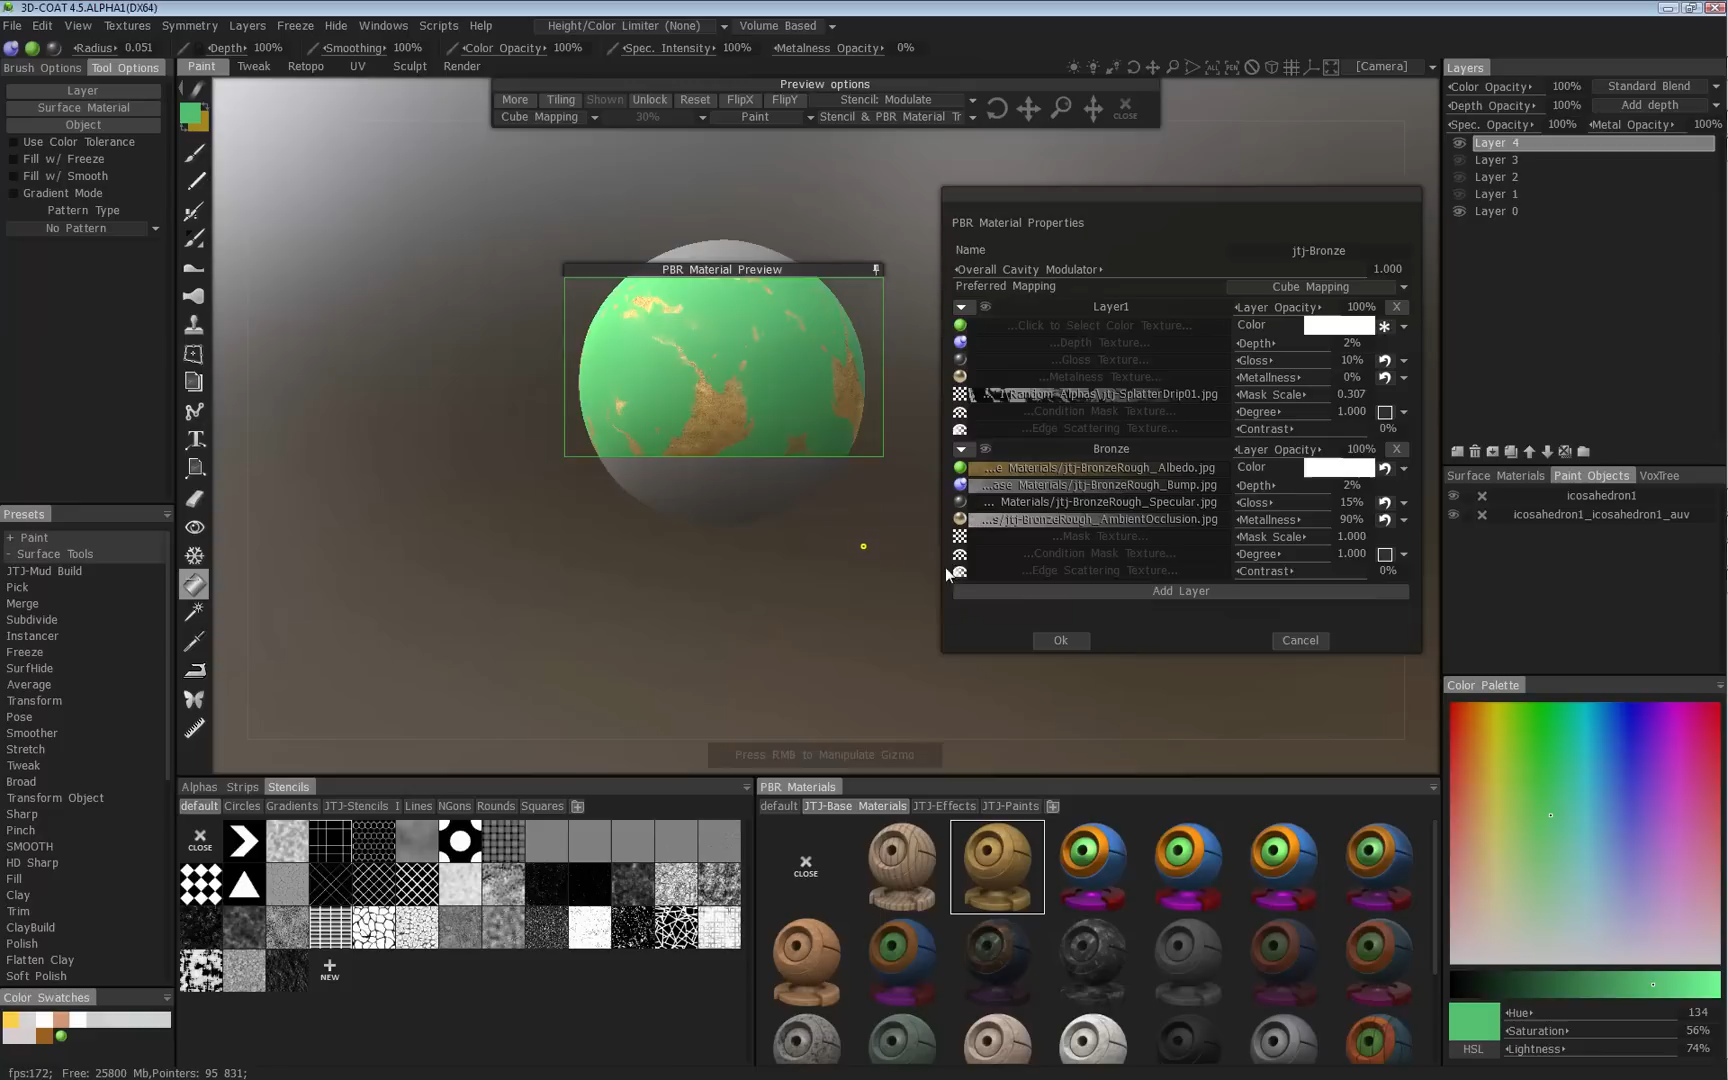 3D-COAT 4.5.ALPHA1(DX64)
File Edit View Textures Symmetry Layers Freeze Hide Windows Scripts Help Height/Color Limiter (None) Volume Based
Radius 0.051 Depth 100% Smoothing 100% Color Opacity 100% Spec. Intensity 100% Metalness Opacity 0%
Brush Options Tool Options Paint Tweak Retopo UV Sculpt Render [Camera] Layers
Preview options
More Tiling Shown Unlock Reset FlipX FlipY Stencil: Modulate
Cube Mapping 30% Paint Stencil & PBR Material Tr CLOSE
Layer
Surface Material
Object
Use Color Tolerance
Fill w/ Freeze
Fill w/ Smooth
Gradient Mode
Pattern Type
No Pattern
Color Opacity 100% Standard Blend
Depth Opacity 100% Add depth
Spec. Opacity 100% Metal Opacity 100%
Layer 4
Layer 3
Layer 2
Layer 1
Layer 0
PBR Material Preview
PBR Material Properties
Name jtj-Bronze
Overall Cavity Modulator 1.000
Preferred Mapping Cube Mapping
Layer1 Layer Opacity 100% X
...Click to Select Color Texture... Color
...Depth Texture... Depth 2%
...Gloss Texture... Gloss 10%
...Metalness Texture... Metallness 0%
Random Alphas\jtj-SplatterDrip01.jpg Mask Scale 0.307
...Condition Mask Texture... Degree 1.000
...Edge Scattering Texture... Contrast 0%
Bronze Layer Opacity 100% X
...e Materials/jtj-BronzeRough_Albedo.jpg Color
...ase Materials/jtj-BronzeRough_Bump.jpg Depth 2%
... Materials/jtj-BronzeRough_Specular.jpg Gloss 15%
...s/jtj-BronzeRough_AmbientOcclusion.jpg Metallness 90%
...Mask Texture... Mask Scale 1.000
...Condition Mask Texture... Degree 1.000
...Edge Scattering Texture... Contrast 0%
Add Layer
Ok Cancel
Surface Materials Paint Objects VoxTree
icosahedron1
icosahedron1_icosahedron1_auv
Presets
+ Paint
- Surface Tools
JTJ-Mud Build
Pick
Merge
Subdivide
Instancer
Freeze
SurfHide
Average
Transform
Pose
Smoother
Stretch
Tweak
Broad
Transform Object
Sharp
Pinch
SMOOTH
HD Sharp
Fill
Clay
Trim
ClayBuild
Polish
Flatten Clay
Soft Polish
Color Swatches
Press RMB to Manipulate Gizmo
Alphas Strips Stencils
default Circles Gradients JTJ-Stencils I Lines NGons Rounds Squares
CLOSE
NEW
PBR Materials
default JTJ-Base Materials JTJ-Effects JTJ-Paints
CLOSE
Color Palette
Hue 134
Saturation 56%
HSL Lightness 74%
fps:172; Free: 25800 Mb,Pointers: 95 831;